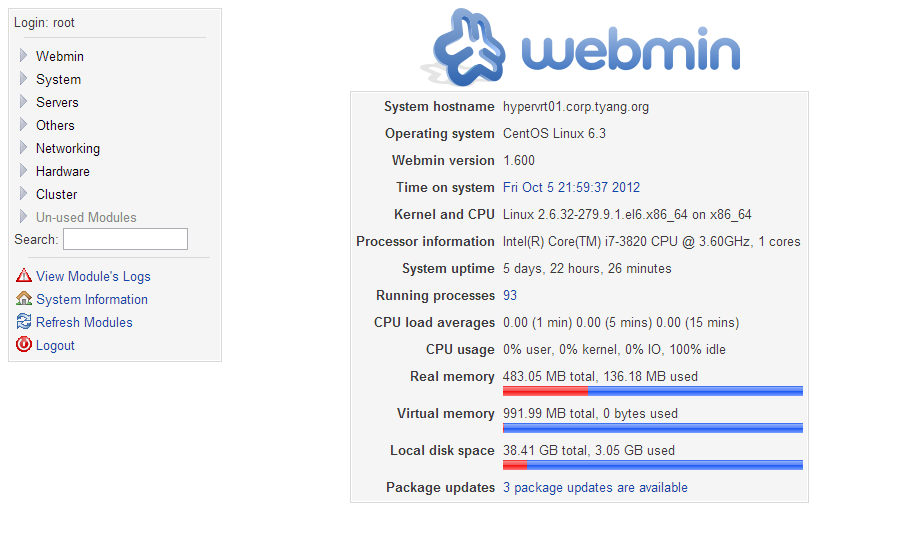 Login: root
Webmin
System
Servers
Others
Networking
Hardware
Cluster
Un-used Modules
Search:
View Module's Logs
System Information
Refresh Modules
Logout
webmin
System hostname hypervrt01.corp.tyang.org
Operating system CentOS Linux 6.3
Webmin version 1.600
Time on system Fri Oct 5 21:59:37 2012
Kernel and CPU Linux 2.6.32-279.9.1.el6.x86_64 on x86_64
Processor information Intel(R) Core(TM) i7-3820 CPU @ 3.60GHz, 1 cores
System uptime 5 days, 22 hours, 26 minutes
Running processes 93
CPU load averages 0.00 (1 min) 0.00 (5 mins) 0.00 (15 mins)
CPU usage 0% user, 0% kernel, 0% IO, 100% idle
Real memory 483.05 MB total, 136.18 MB used
Virtual memory 991.99 MB total, 0 bytes used
Local disk space 38.41 GB total, 3.05 GB used
Package updates 3 package updates are available